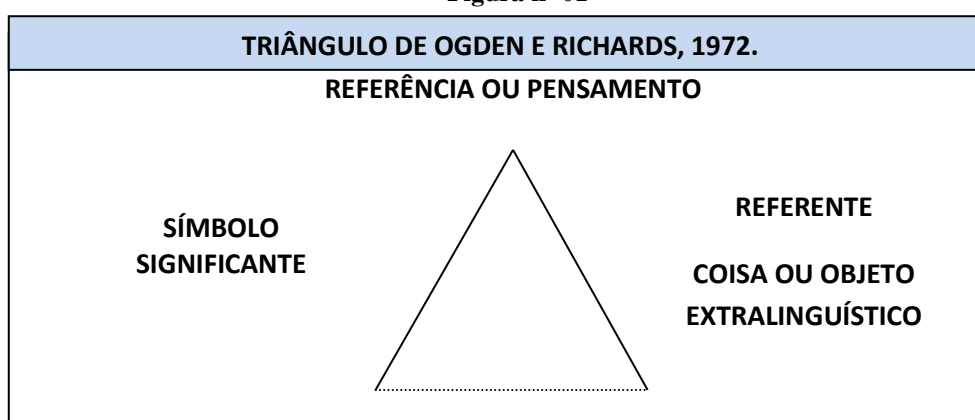 TRIÂNGULO DE OGDEN E RICHARDS, 1972.
REFERÊNCIA OU PENSAMENTO
SÍMBOLO
SIGNIFICANTE
REFERENTE
COISA OU OBJETO
EXTRALINGUÍSTICO